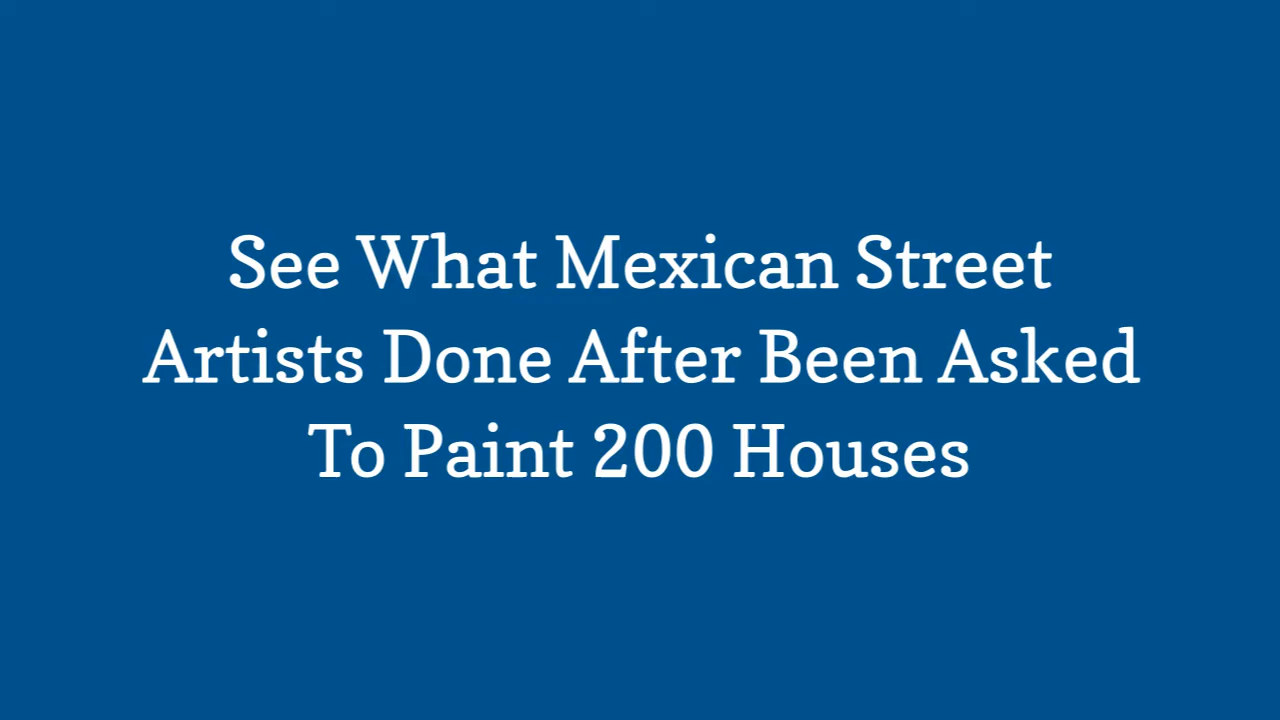 See What Mexican Street
Artists Done After Been Asked
To Paint 200 Houses